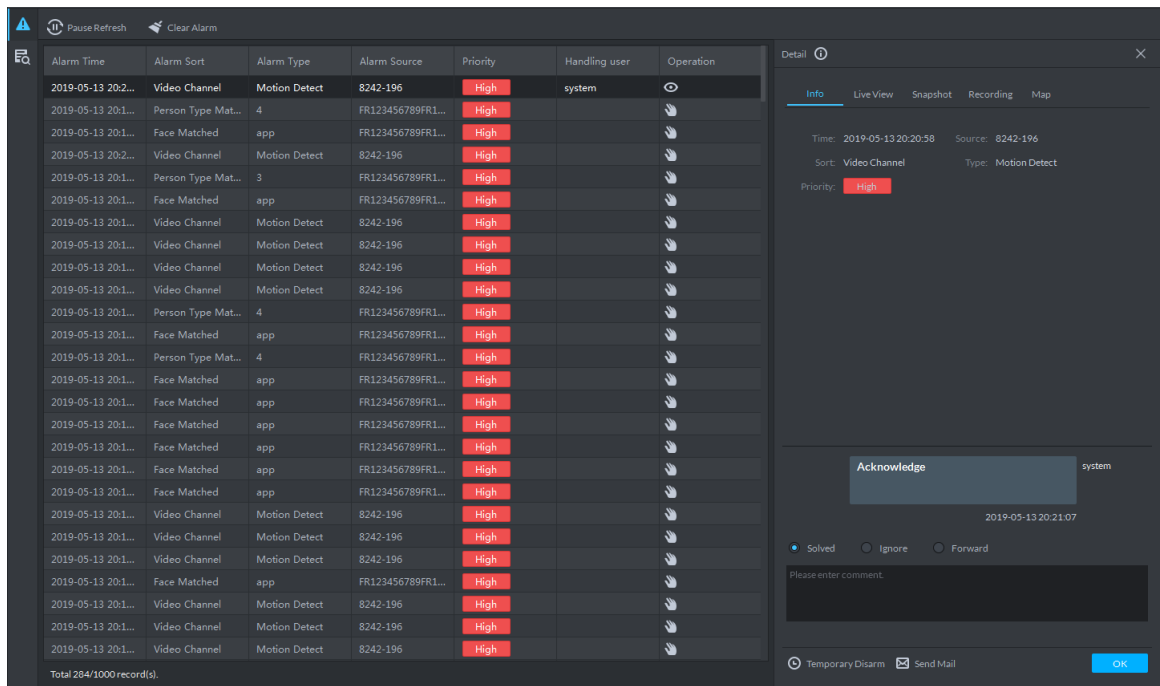 Pause Refresh Clear Alarm
Alarm Time Alarm Sort Alarm Type Alarm Source Priority Handling user Operation
2019-05-13 20:2... Video Channel Motion Detect 8242-196 High system
2019-05-13 20:1... Person Type Mat... 4 FR123456789FR1... High
2019-05-13 20:1... Face Matched app FR123456789FR1... High
2019-05-13 20:2... Video Channel Motion Detect 8242-196 High
2019-05-13 20:1... Person Type Mat... 3 FR123456789FR1... High
2019-05-13 20:1... Face Matched app FR123456789FR1... High
2019-05-13 20:1... Video Channel Motion Detect 8242-196 High
2019-05-13 20:1... Video Channel Motion Detect 8242-196 High
2019-05-13 20:1... Video Channel Motion Detect 8242-196 High
2019-05-13 20:1... Video Channel Motion Detect 8242-196 High
2019-05-13 20:1... Person Type Mat... 4 FR123456789FR1... High
2019-05-13 20:1... Face Matched app FR123456789FR1... High
2019-05-13 20:1... Person Type Mat... 4 FR123456789FR1... High
2019-05-13 20:1... Face Matched app FR123456789FR1... High
2019-05-13 20:1... Face Matched app FR123456789FR1... High
2019-05-13 20:1... Face Matched app FR123456789FR1... High
2019-05-13 20:1... Face Matched app FR123456789FR1... High
2019-05-13 20:1... Face Matched app FR123456789FR1... High
2019-05-13 20:1... Face Matched app FR123456789FR1... High
2019-05-13 20:1... Video Channel Motion Detect 8242-196 High
2019-05-13 20:1... Video Channel Motion Detect 8242-196 High
2019-05-13 20:1... Video Channel Motion Detect 8242-196 High
2019-05-13 20:1... Face Matched app FR123456789FR1... High
2019-05-13 20:1... Video Channel Motion Detect 8242-196 High
2019-05-13 20:1... Video Channel Motion Detect 8242-196 High
2019-05-13 20:1... Video Channel Motion Detect 8242-196 High
Total 284/1000 record(s).
Detail
Info Live View Snapshot Recording Map
Time: 2019-05-13 20:20:58 Source: 8242-196
Sort: Video Channel Type: Motion Detect
Priority: High
Acknowledge system
2019-05-13 20:21:07
Solved Ignore Forward
Please enter comment.
Temporary Disarm Send Mail OK